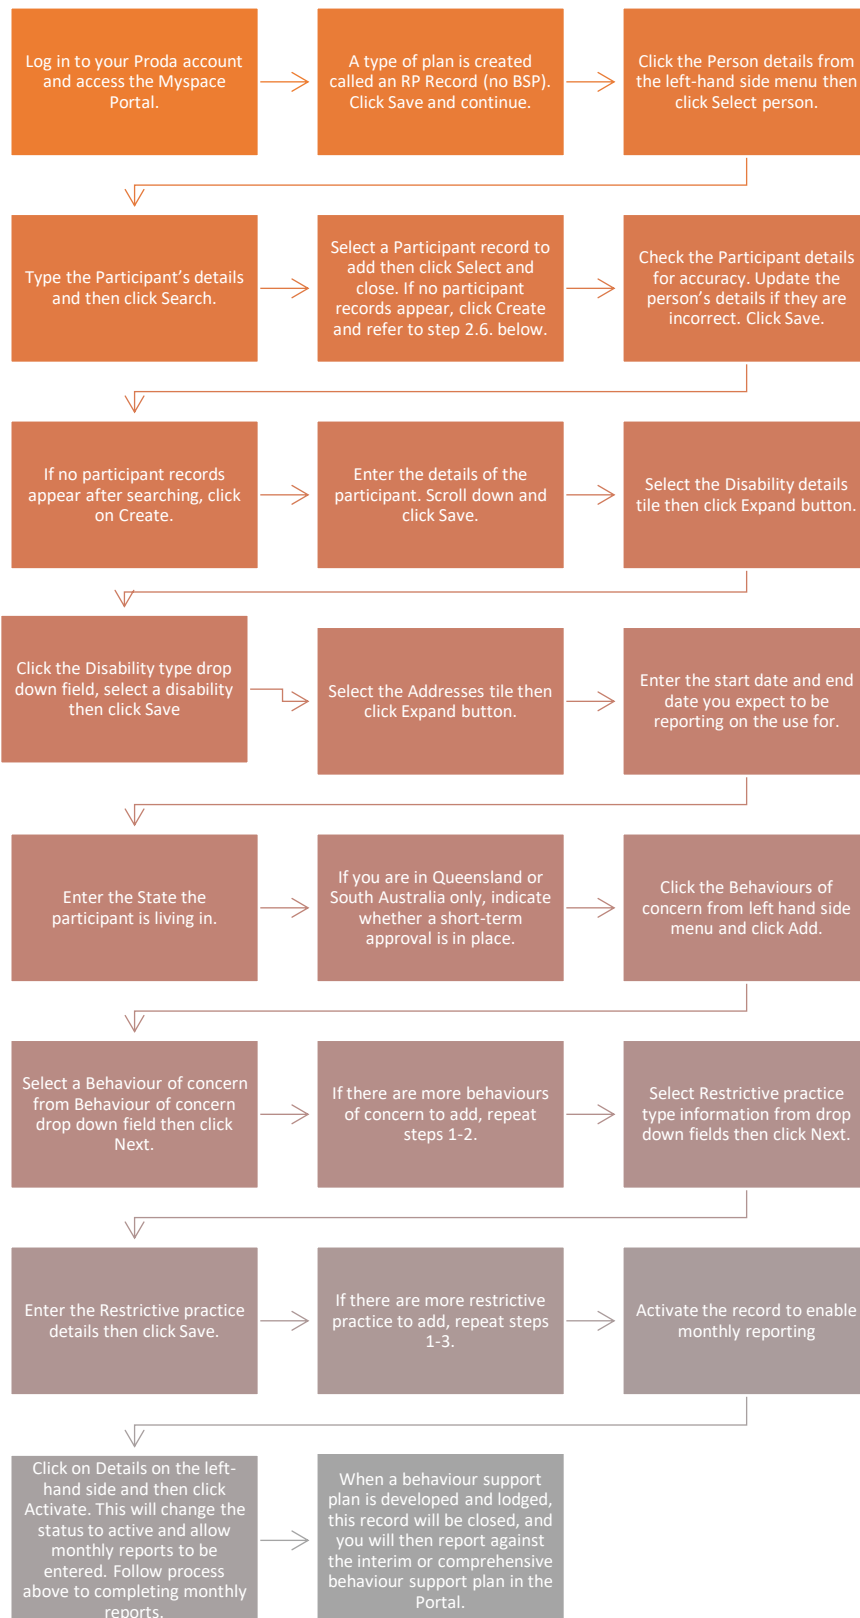 Log in to your Proda account
and access the Myspace
Portal.
A type of plan is created
called an RP Record (no BSP).
Click Save and continue.
Click the Person details from
the left-hand side menu then
click Select person.
Type the Participant's details
and then click Search.
Select a Participant record to
add then click Select and
close. If no participant
records appear, click Create
and refer to step 2.6. below.
Check the Participant details
for accuracy. Update the
person's details if they are
incorrect. Click Save.
If no participant records
appear after searching, click
on Create.
Enter the details of the
participant. Scroll down and
click Save.
Select the Disability details
tile then click Expand button.
Click the Disability type drop
down field, select a disability
then click Save
Select the Addresses tile then
click Expand button.
Enter the start date and end
date you expect to be
reporting on the use for.
Enter the State the
participant is living in.
If you are in Queensland or
South Australia only, indicate
whether a short-term
approval is in place.
Click the Behaviours of
concern from left hand side
menu and click Add.
Select a Behaviour of concern
from Behaviour of concern
drop down field then click
Next.
If there are more behaviours
of concern to add, repeat
steps 1-2.
Select Restrictive practice
type information from drop
down fields then click Next.
Enter the Restrictive practice
details then click Save.
If there are more restrictive
practice to add, repeat steps
1-3.
Activate the record to enable
monthly reporting
Click on Details on the left-
hand side and then click
Activate. This will change the
status to active and allow
monthly reports to be
entered. Follow process
above to completing monthly
reports.
When a behaviour support
plan is developed and lodged,
this record will be closed, and
you will then report against
the interim or comprehensive
behaviour support plan in the
Portal.